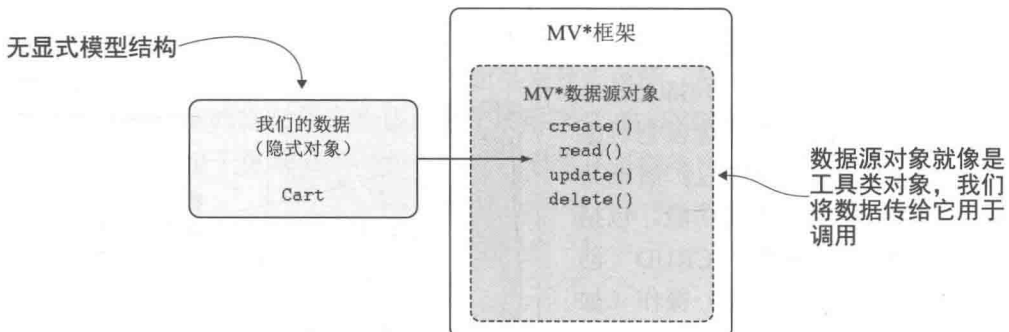 无显式模型结构
我们的数据
（隐式对象）
Cart
MV*框架
MV*数据源对象
create()
read()
update()
delete()
数据源对象就像是
工具类对象，我们
将数据传给它用于
调用